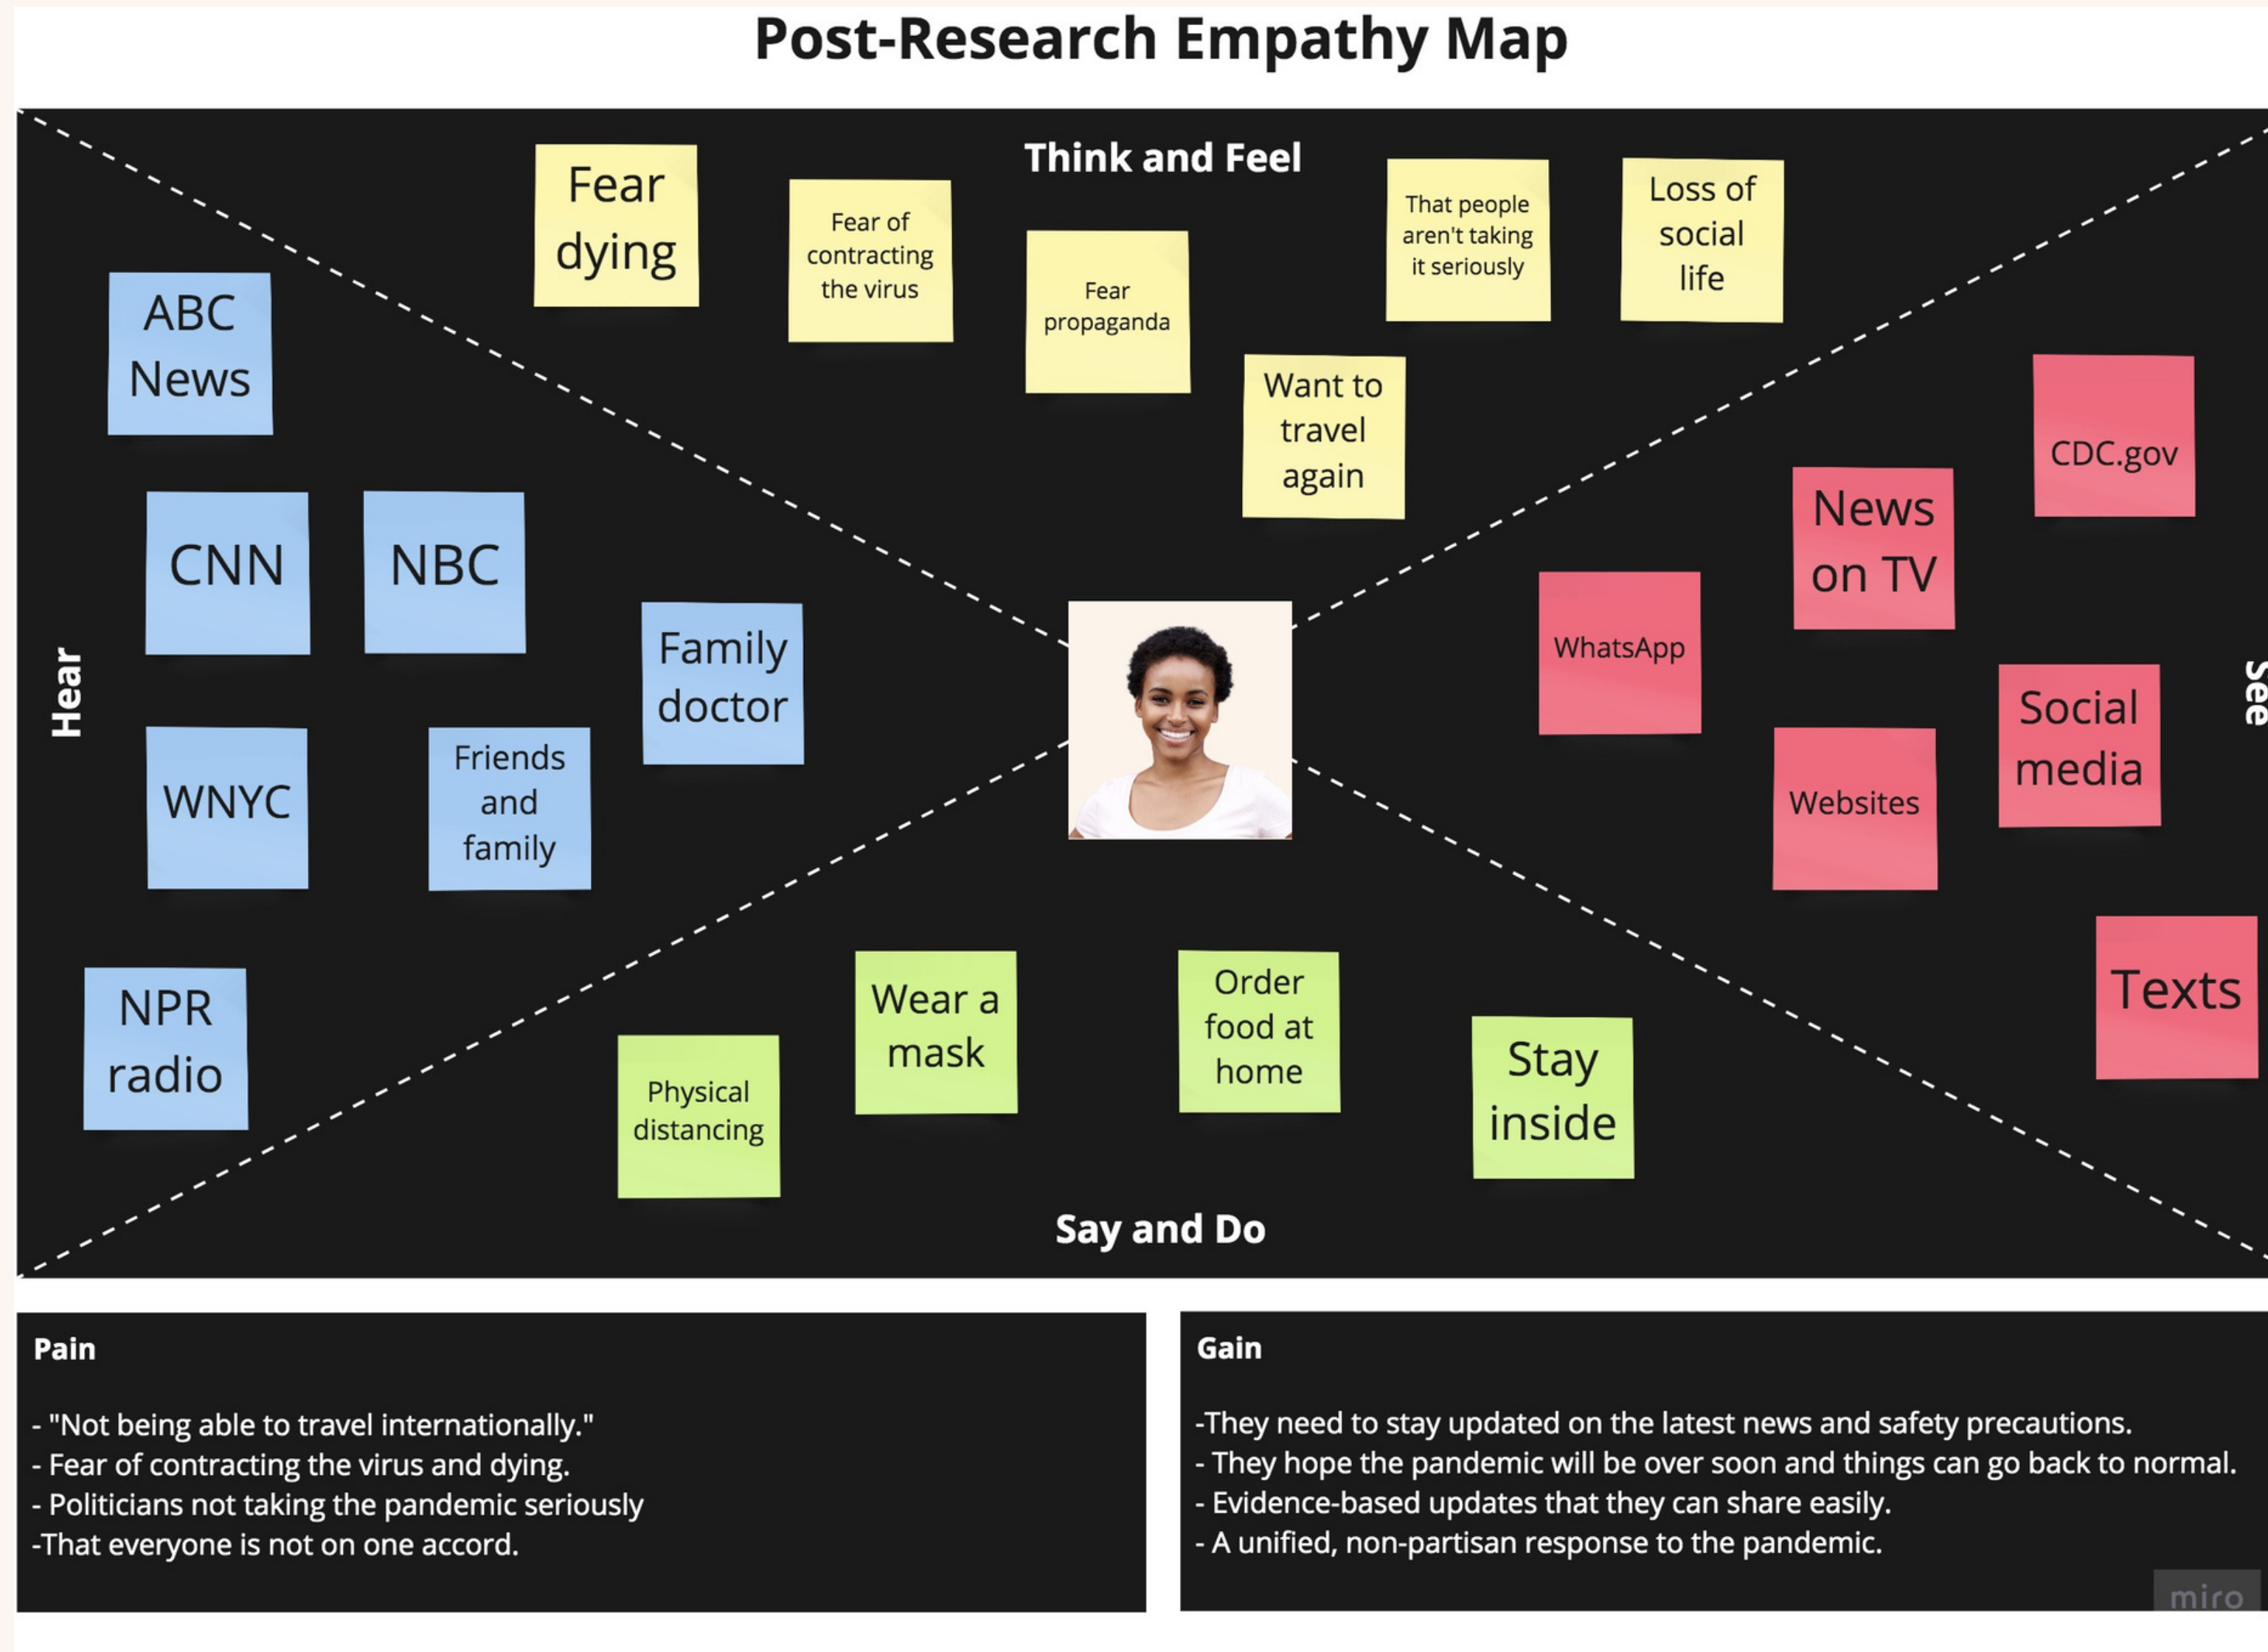 Post-Research Empathy Map
Think and Feel
Fear
dying
Fear of
contracting
the virus
Fear
propaganda
Want to
travel
again
That people
aren't taking
it seriously
Loss of
social
life
Hear
ABC
News
CNN
NBC
Family
doctor
WNYC
Friends
and
family
NPR
radio
See
CDC.gov
News
on TV
WhatsApp
Social
media
Websites
Texts
Physical
distancing
Wear a
mask
Order
food at
home
Stay
inside
Say and Do
Pain
- "Not being able to travel internationally."
- Fear of contracting the virus and dying.
- Politicians not taking the pandemic seriously
-That everyone is not on one accord.
Gain
-They need to stay updated on the latest news and safety precautions.
- They hope the pandemic will be over soon and things can go back to normal.
- Evidence-based updates that they can share easily.
- A unified, non-partisan response to the pandemic.
miro